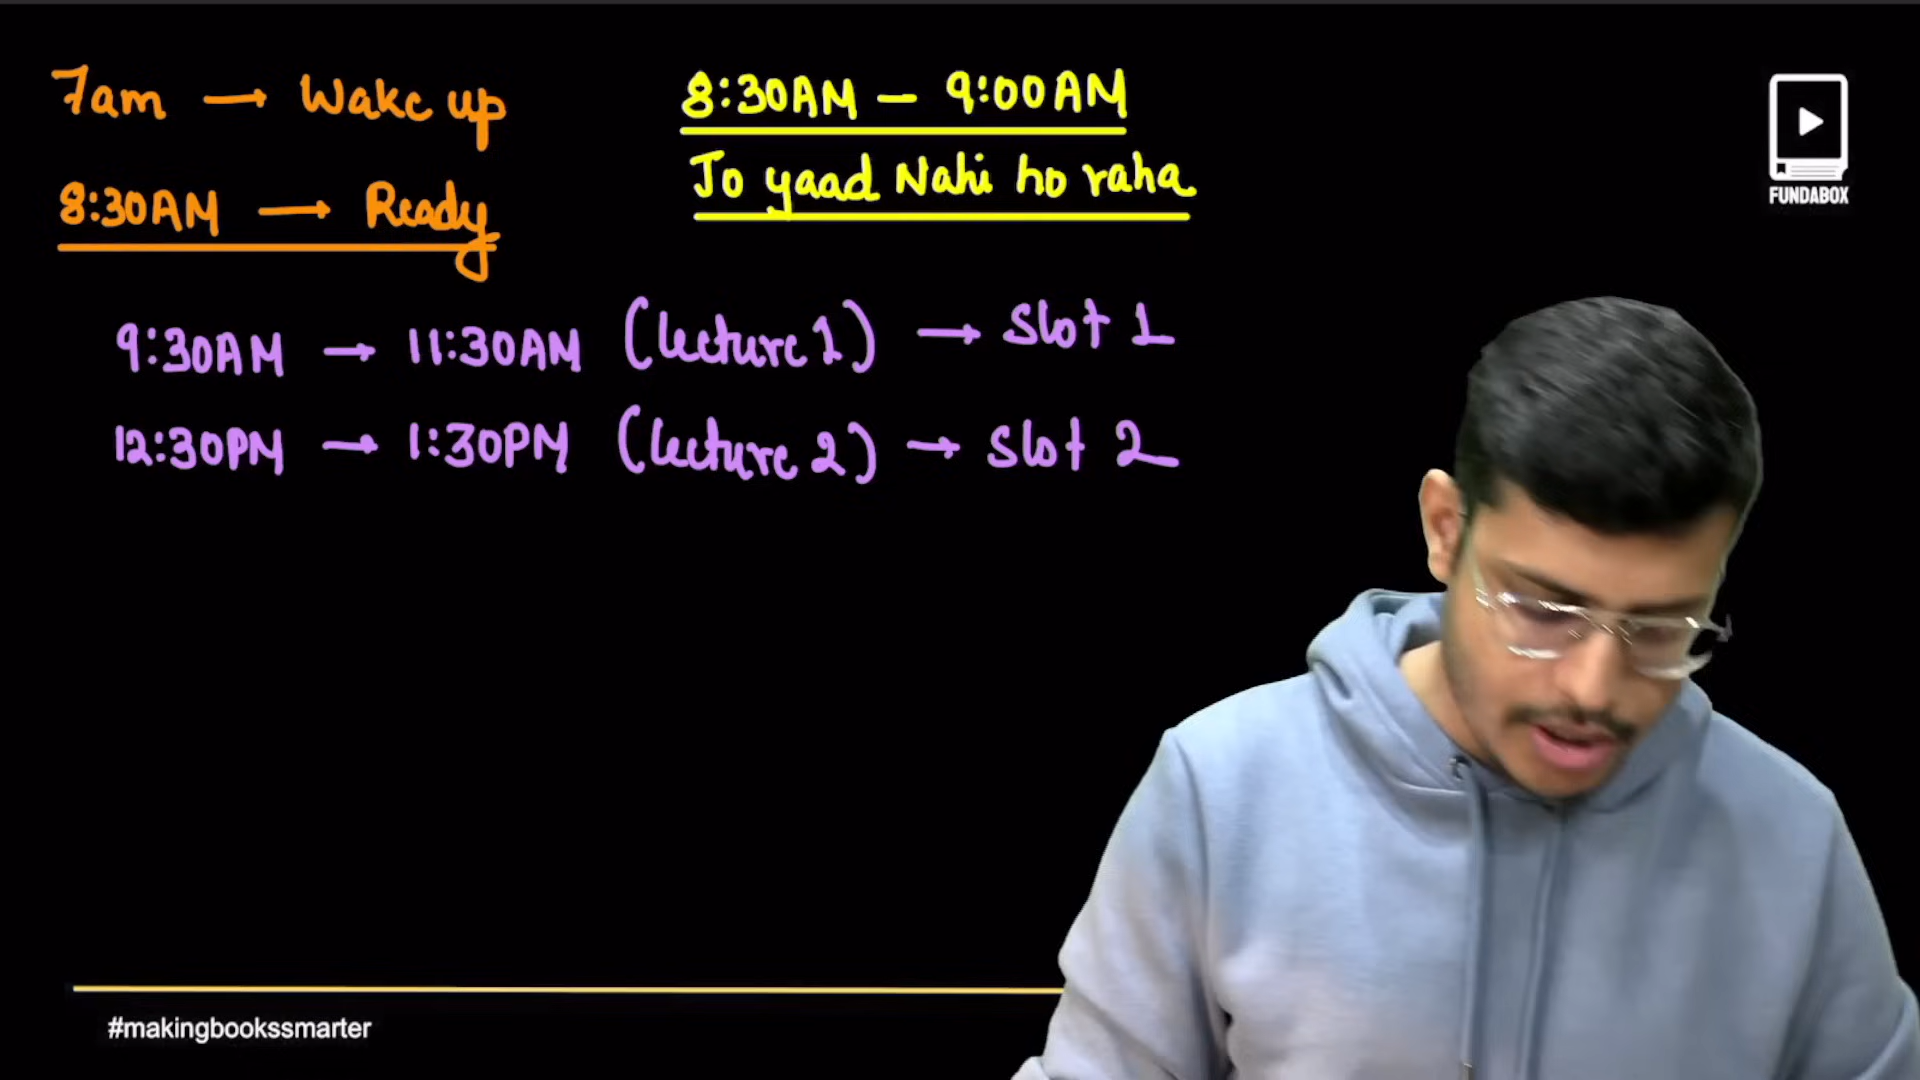 7am → Wake up
8:30AM → Ready
8:30AM – 9:00AM
Jo yaad Nahi ho raha
9:30AM → 11:30AM (lecture 1) → Slot 1
12:30PM → 1:30PM (lecture 2) → Slot 2
FUNDABOX
#makingbookssmarter